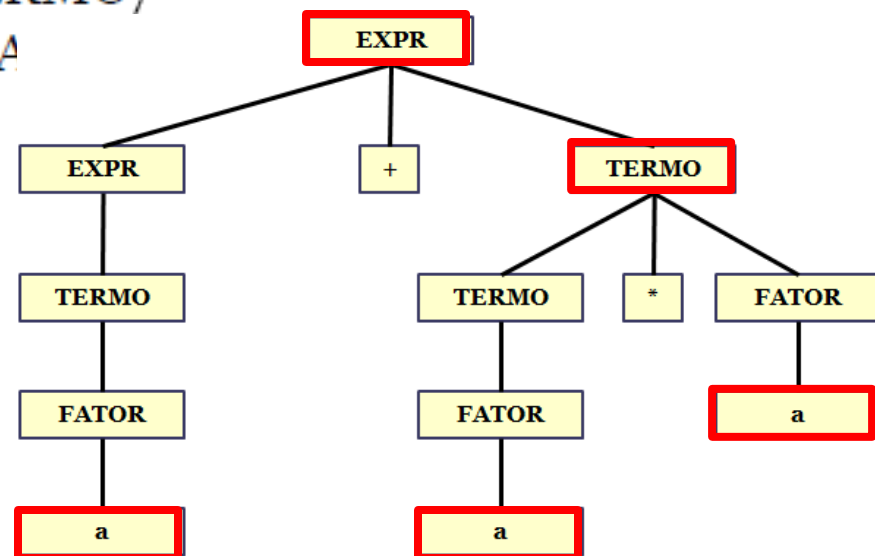 EXPR
EXPR + TERMO
TERMO TERMO * FATOR
FATOR FATOR a
a a